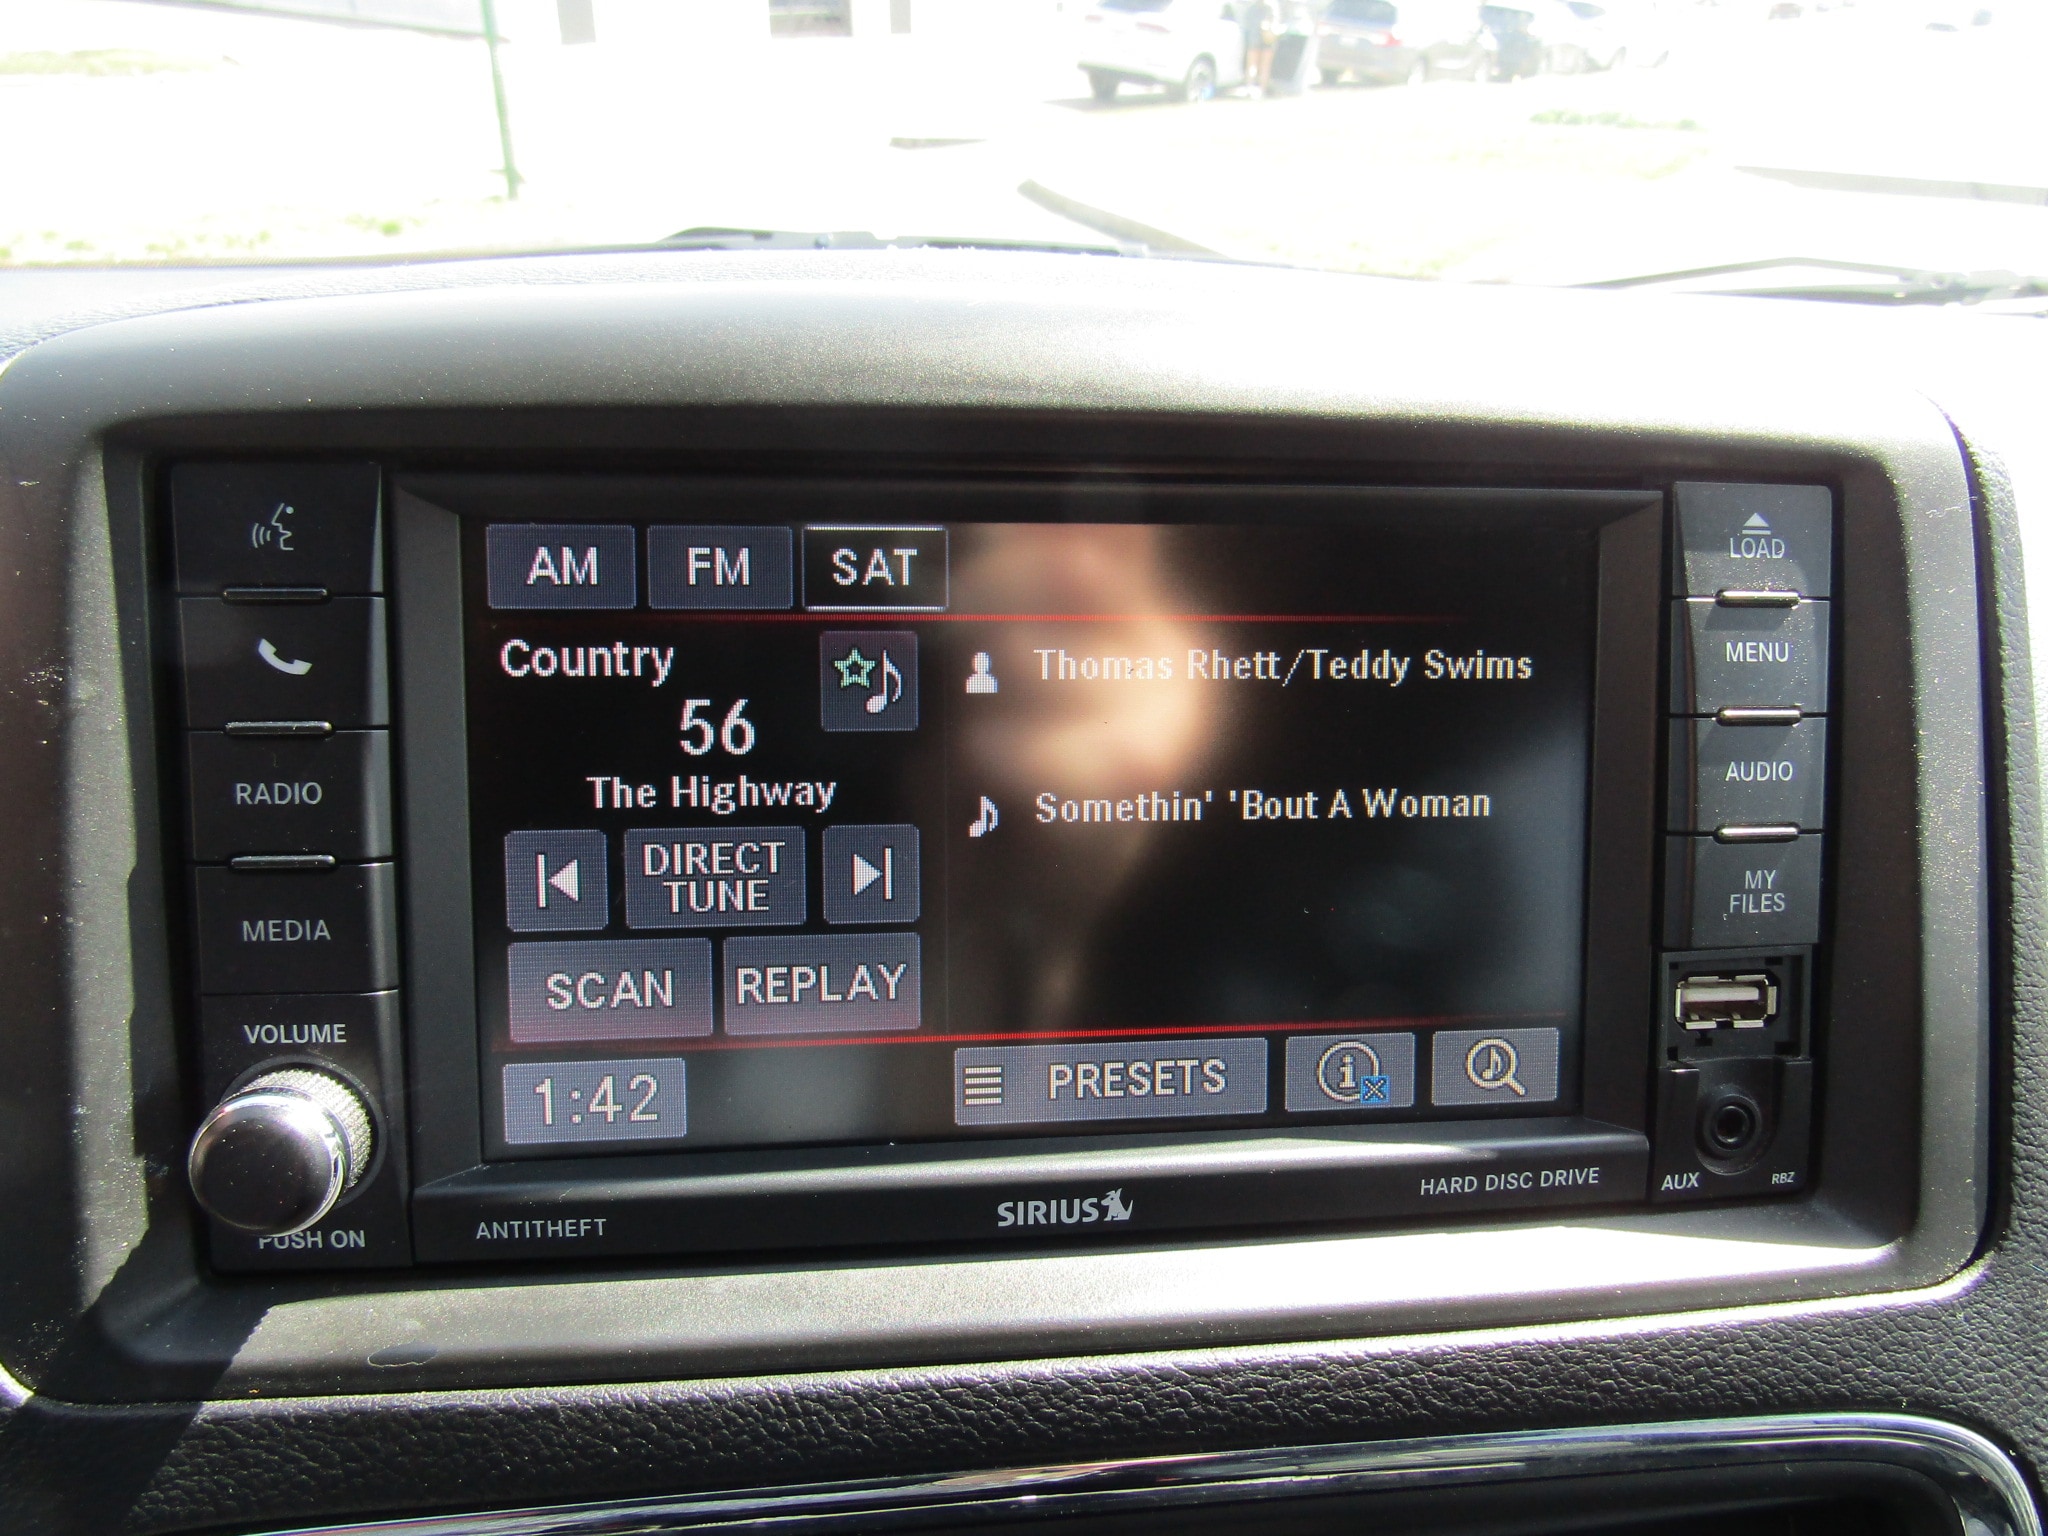 AM FM SAT
Country
56
The Highway
DIRECT
TUNE
SCAN REPLAY
Thomas Rhett/Teddy Swims
Somethin' 'Bout A Woman
1:42
PRESETS
i
RADIO
MEDIA
VOLUME
PUSH ON
LOAD
MENU
AUDIO
MY
FILES
AUX RBZ
ANTITHEFT
SIRIUS
HARD DISC DRIVE